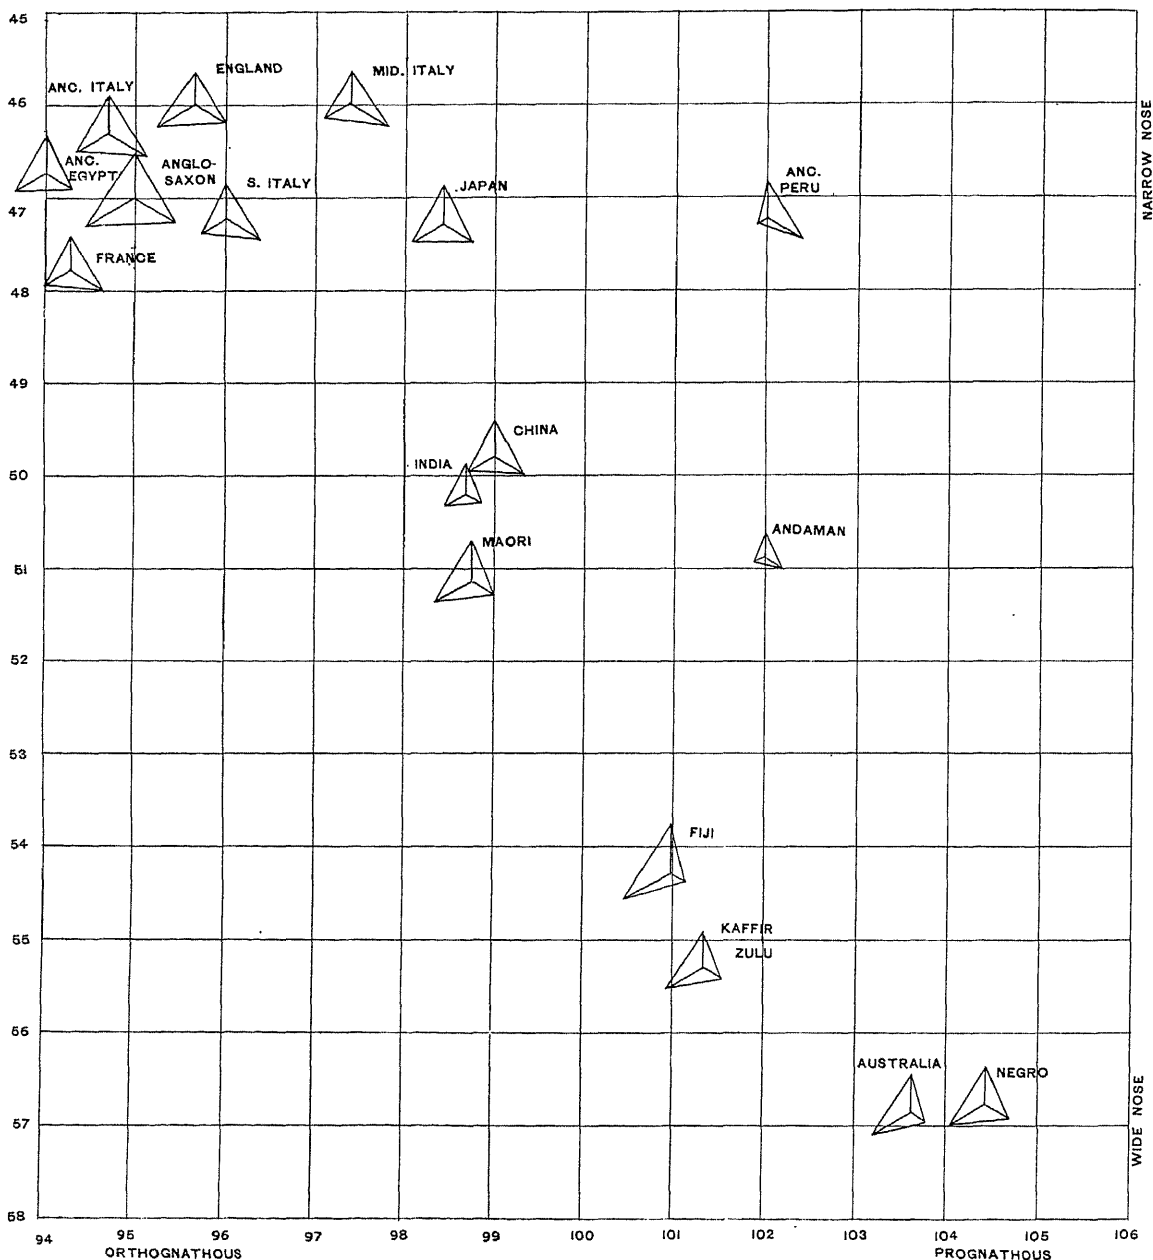 45
ENGLAND
MID. ITALY
ANC. ITALY
46
NARROW NOSE
ANC.
EGYPT
ANGLO-
SAXON
S. ITALY
JAPAN
ANC.
PERU
47
FRANCE
48
49
CHINA
INDIA
50
ANDAMAN
MAORI
51
52
53
FIJI
54
KAFFIR
ZULU
55
56
AUSTRALIA
NEGRO
57
WIDE NOSE
58
94 95 96 97 98 99 100 101 102 103 104 105 106
ORTHOGNATHOUS PROGNATHOUS